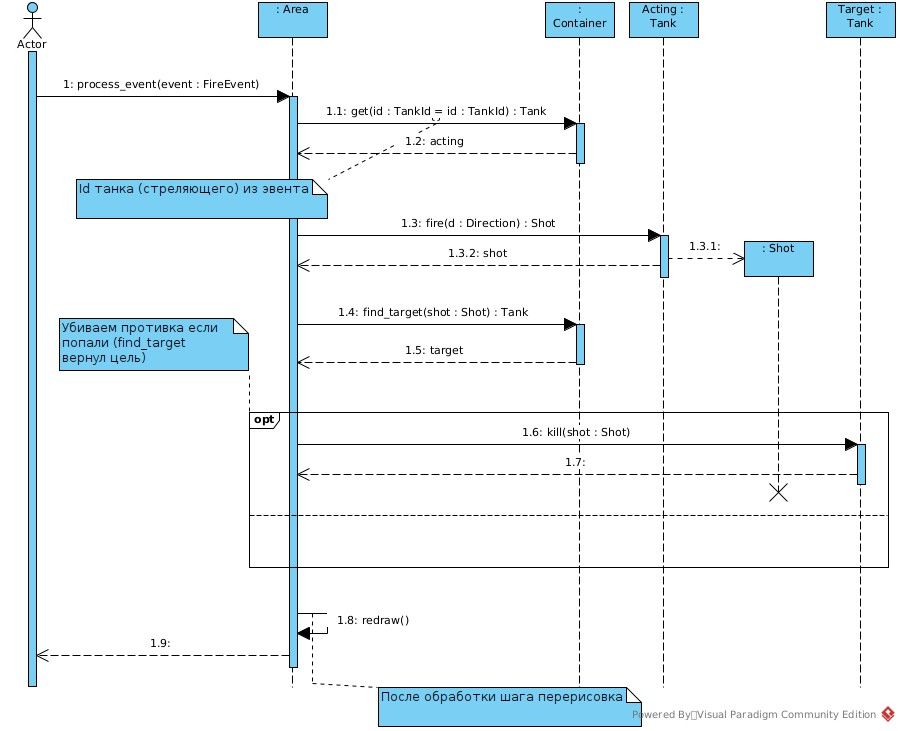 : Area
:
Container
Acting :
Tank
Target :
Tank
Actor
1: process_event(event : FireEvent)
1.1: get(id : TankId = id : TankId) : Tank
1.2: acting
Id танка (стреляющего) из эвента
1.3: fire(d : Direction) : Shot
1.3.1:
: Shot
1.3.2: shot
1.4: find_target(shot : Shot) : Tank
Убиваем противка если
попали (find_target
вернул цель)
1.5: target
opt
1.6: kill(shot : Shot)
1.7:
1.8: redraw()
1.9:
После обработки шага перерисовка
Powered By Visual Paradigm Community Edition